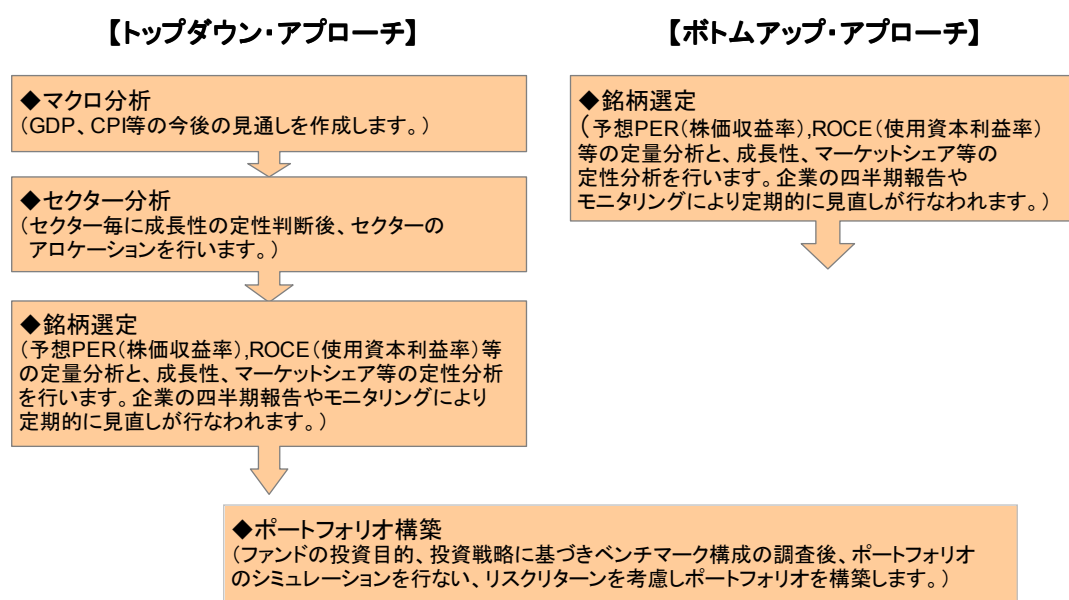 【トップダウン・アプローチ】
◆マクロ分析
（GDP、CPI等の今後の見通しを作成します。）
◆セクター分析
（セクター毎に成長性の定性判断後、セクターの
アロケーションを行います。）
◆銘柄選定
（予想PER（株価収益率）,ROCE（使用資本利益率）等
の定量分析と、成長性、マーケットシェア等の定性分析
を行います。企業の四半期報告やモニタリングにより
定期的に見直しが行なわれます。）
【ボトムアップ・アプローチ】
◆銘柄選定
（予想PER（株価収益率）,ROCE（使用資本利益率）
等の定量分析と、成長性、マーケットシェア等の
定性分析を行います。企業の四半期報告や
モニタリングにより定期的に見直しが行なわれます。）
◆ポートフォリオ構築
（ファンドの投資目的、投資戦略に基づきベンチマーク構成の調査後、ポートフォリオ
のシミュレーションを行ない、リスクリターンを考慮しポートフォリオを構築します。）